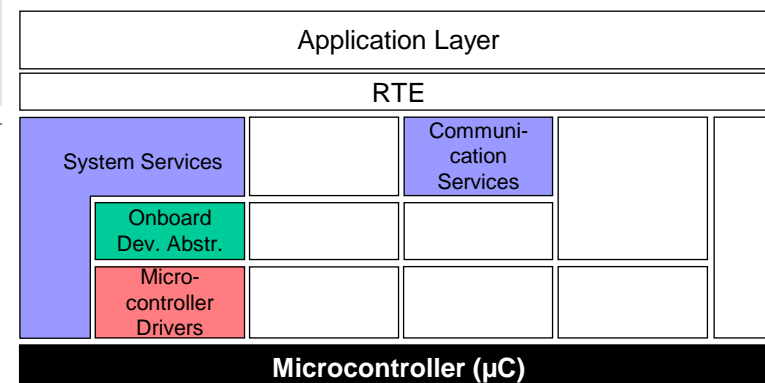 Application Layer
RTE
System Services
Communi-
cation
Services
Onboard
Dev. Abstr.
Micro-
controller
Drivers
Microcontroller (µC)